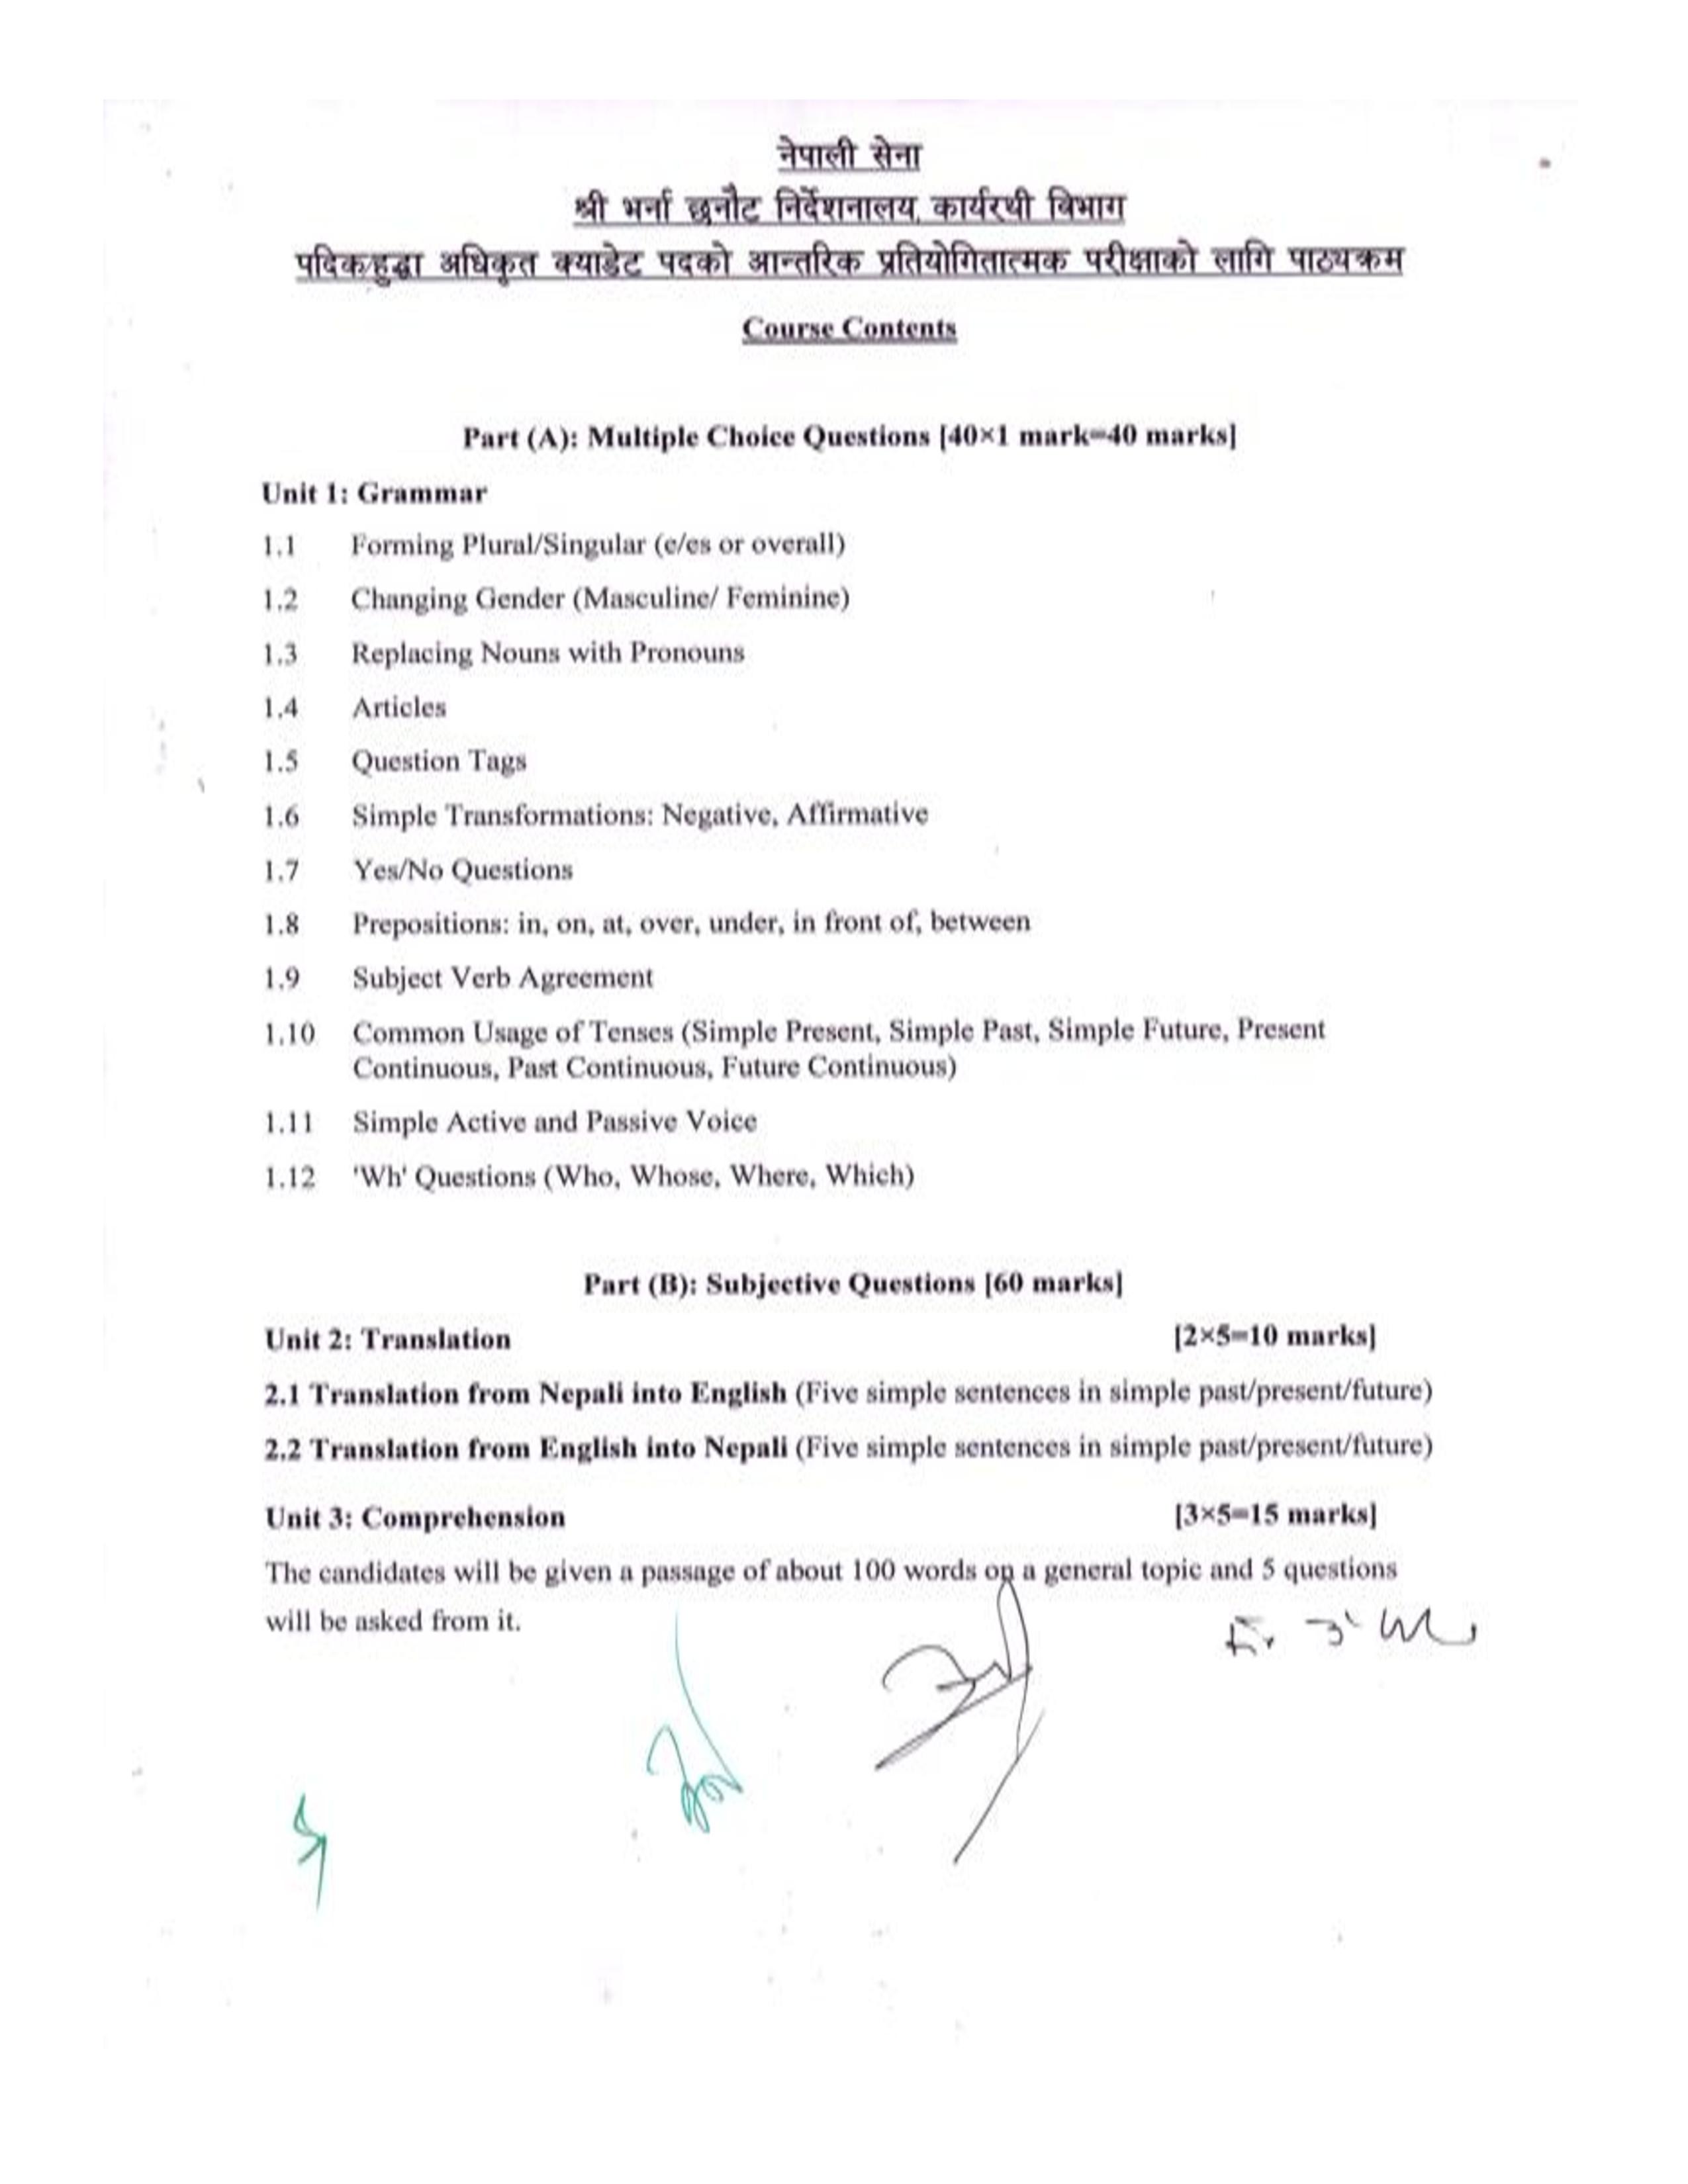 नेपाली सेना
श्री भर्ना छनौट निर्देशनालय, कार्यरथी विभाग
पदिक/हुद्दा अधिकृत क्याडेट पदको आन्तरिक प्रतियोगितात्मक परीक्षाको लागि पाठ्यक्रम
Course Contents
Part (A): Multiple Choice Questions [40×1 mark=40 marks]
Unit 1: Grammar
1.1 Forming Plural/Singular (e/es or overall)
1.2 Changing Gender (Masculine/ Feminine)
1.3 Replacing Nouns with Pronouns
1.4 Articles
1.5 Question Tags
1.6 Simple Transformations: Negative, Affirmative
1.7 Yes/No Questions
1.8 Prepositions: in, on, at, over, under, in front of, between
1.9 Subject Verb Agreement
1.10 Common Usage of Tenses (Simple Present, Simple Past, Simple Future, Present
Continuous, Past Continuous, Future Continuous)
1.11 Simple Active and Passive Voice
1.12 'Wh' Questions (Who, Whose, Where, Which)
Part (B): Subjective Questions [60 marks]
Unit 2: Translation [2×5=10 marks]
2.1 Translation from Nepali into English (Five simple sentences in simple past/present/future)
2.2 Translation from English into Nepali (Five simple sentences in simple past/present/future)
Unit 3: Comprehension [3×5=15 marks]
The candidates will be given a passage of about 100 words on a general topic and 5 questions
will be asked from it.